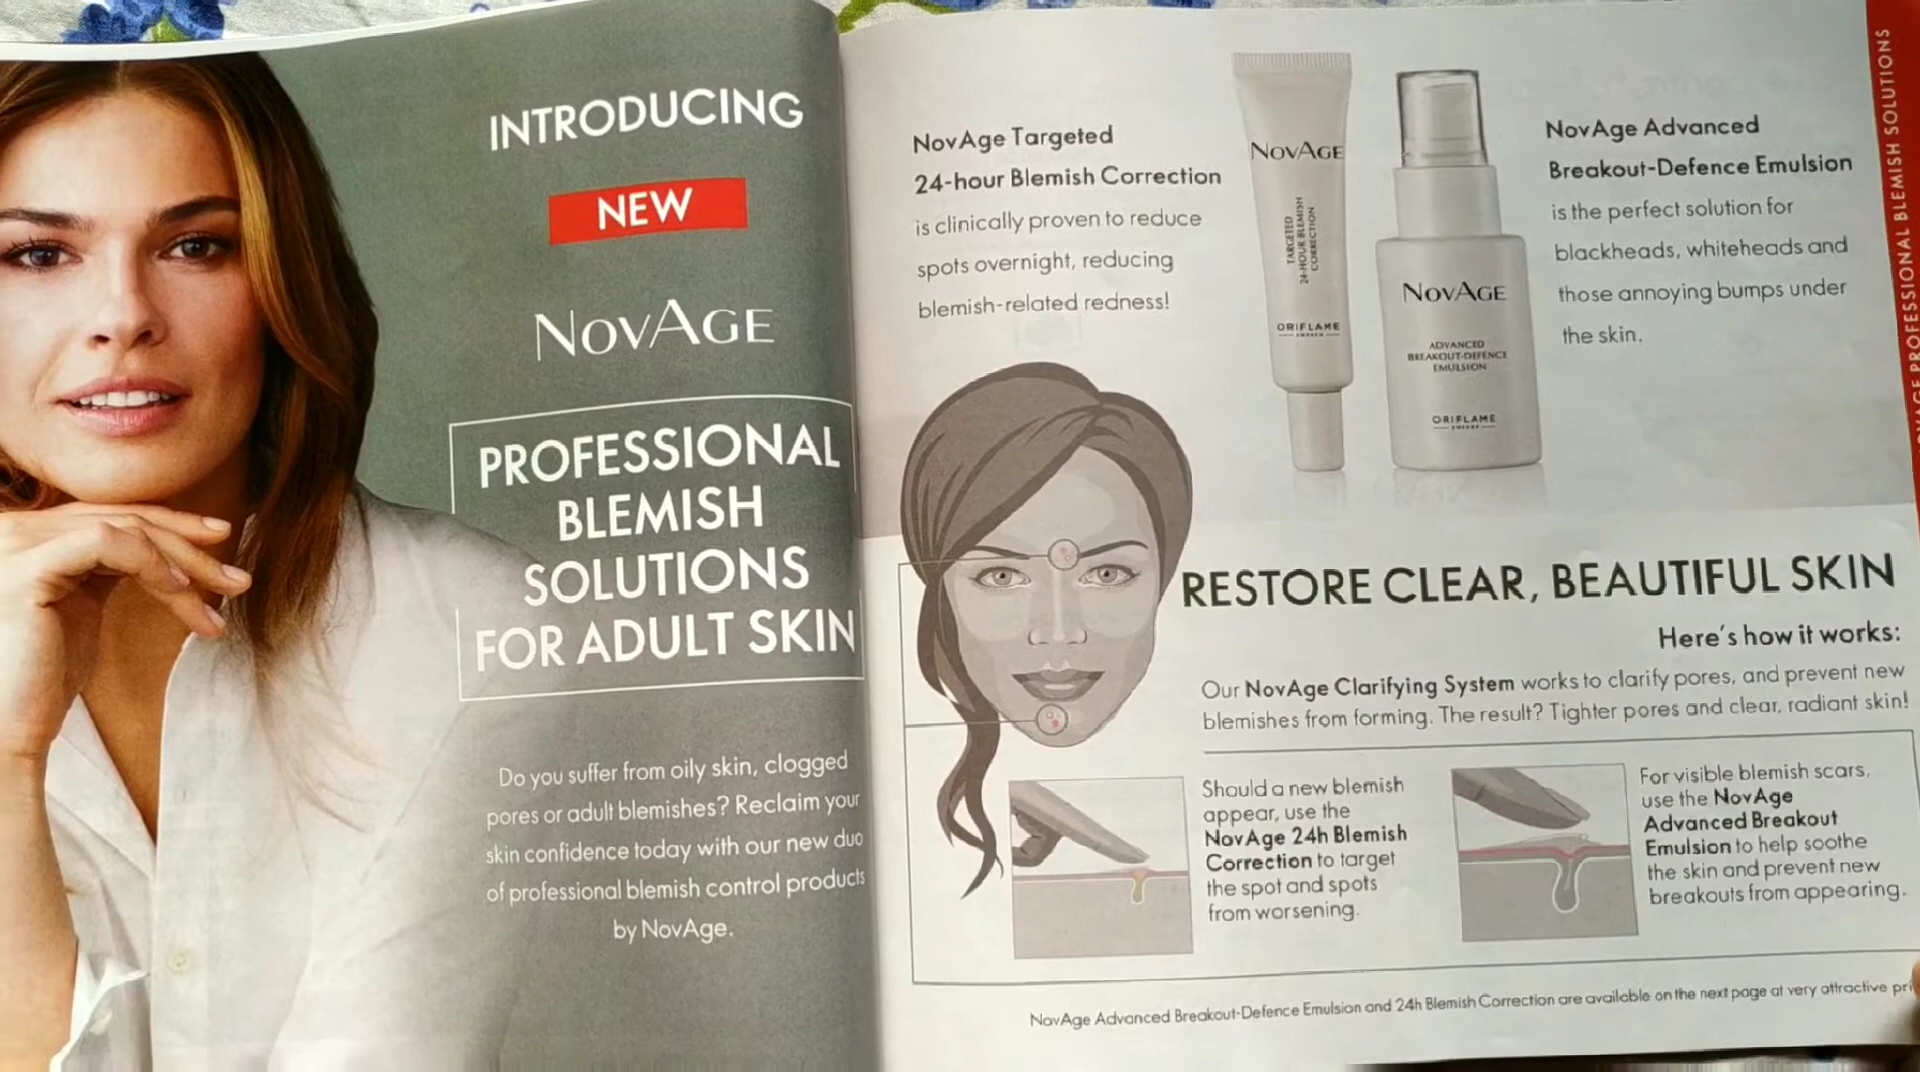 INTRODUCING
NEW
NOVAGE
PROFESSIONAL
BLEMISH
SOLUTIONS
FOR ADULT SKIN
Do you suffer from oily skin, clogged
pores or adult blemishes? Reclaim your
skin confidence today with our new duo
of professional blemish control products
by NovAge.
NovAge Targeted
24-hour Blemish Correction
is clinically proven to reduce
spots overnight, reducing
blemish-related redness!
NOVAGE
TARGETED
24-HOUR BLEMISH
CORRECTION
ORIFLAME
SWEDEN
NOVAGE
ADVANCED
BREAKOUT-DEFENCE
EMULSION
ORIFLAME
SWEDEN
NovAge Advanced
Breakout-Defence Emulsion
is the perfect solution for
blackheads, whiteheads and
those annoying bumps under
the skin.
RESTORE CLEAR, BEAUTIFUL SKIN
Here's how it works:
Our NovAge Clarifying System works to clarify pores, and prevent new
blemishes from forming. The result? Tighter pores and clear, radiant skin!
Should a new blemish
appear, use the
NovAge 24h Blemish
Correction to target
the spot and spots
from worsening.
For visible blemish scars,
use the NovAge
Advanced Breakout
Emulsion to help soothe
the skin and prevent new
breakouts from appearing.
NovAge Advanced Breakout-Defence Emulsion and 24h Blemish Correction are available on the next page at very attractive
PROFESSIONAL BLEMISH SOLUTIONS